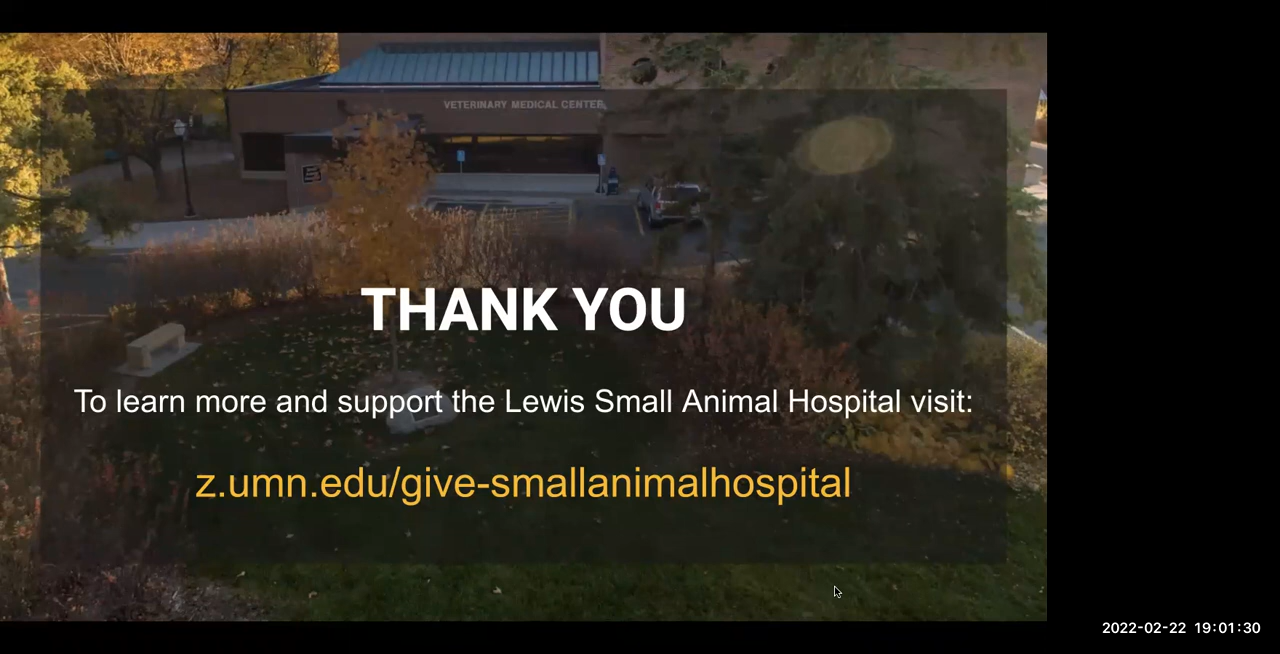 VETERINARY MEDICAL CENTER
THANK YOU
To learn more and support the Lewis Small Animal Hospital visit:
z.umn.edu/give-smallanimalhospital
2022-02-22 19:01:30